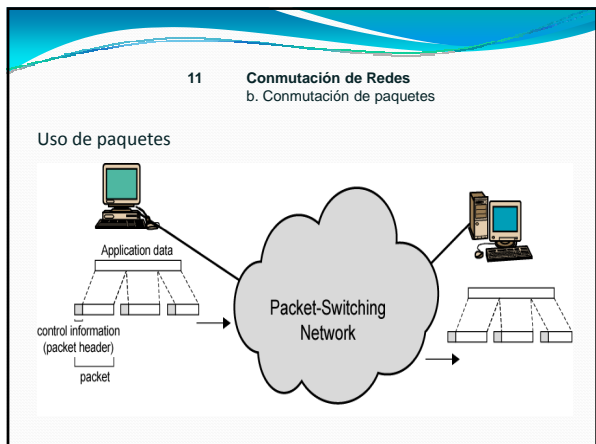 11 Conmutación de Redes
b. Conmutación de paquetes
Uso de paquetes
Application data
control information
(packet header)
packet
Packet-Switching
Network